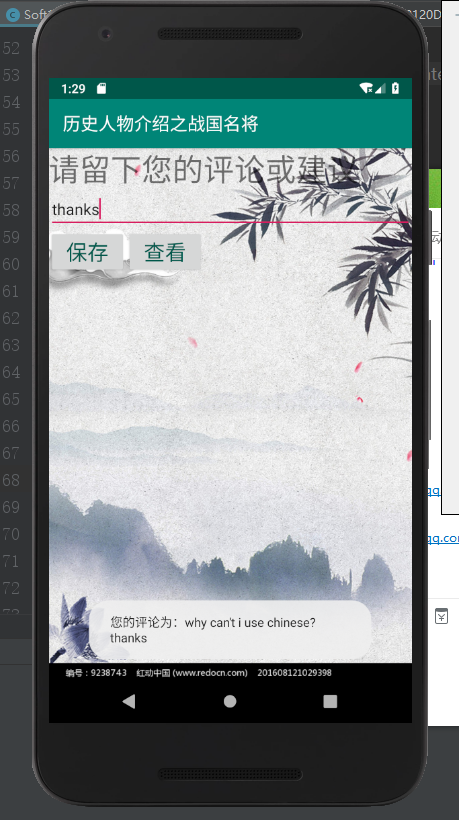 52
53
54
55
56
57
58
59
60
61
62
63
64
65
66
67
68
69
70
71
72
1:29
历史人物介绍之战国名将
请留下您的评论或建议
thanks
保存 查看
您的评论为：why can't i use chinese?
thanks
编号：9238743 红动中国 (www.redocn.com) 201608121029398
qq
qq.co